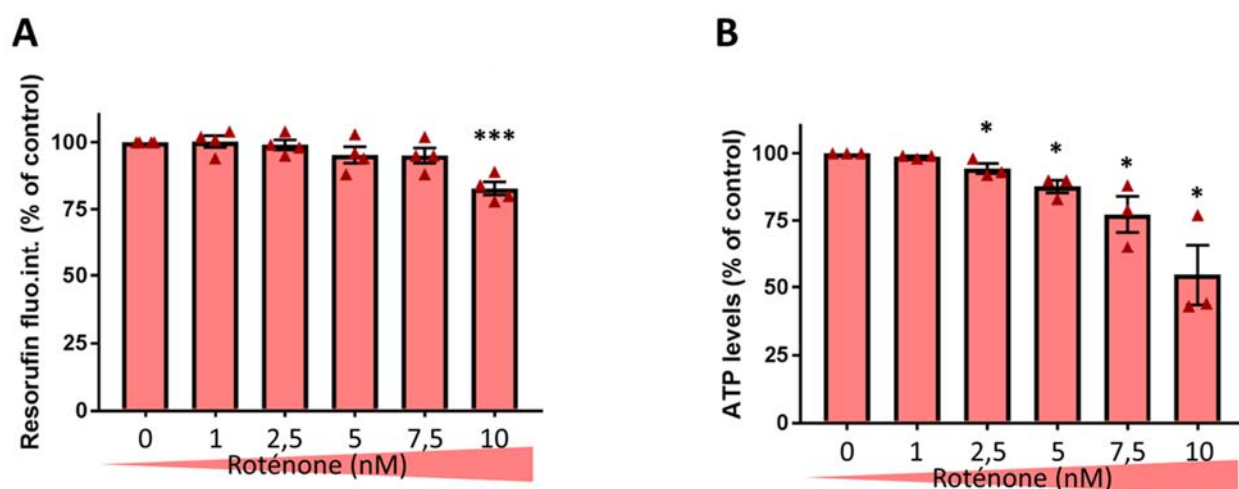 A
Resorufin fluo.int. (% of control)
100
75
50
25
0
***
0 1 2,5 5 7,5 10
Roténone (nM)
B
ATP levels (% of control)
100
75
50
25
0
* * * *
0 1 2,5 5 7,5 10
Roténone (nM)